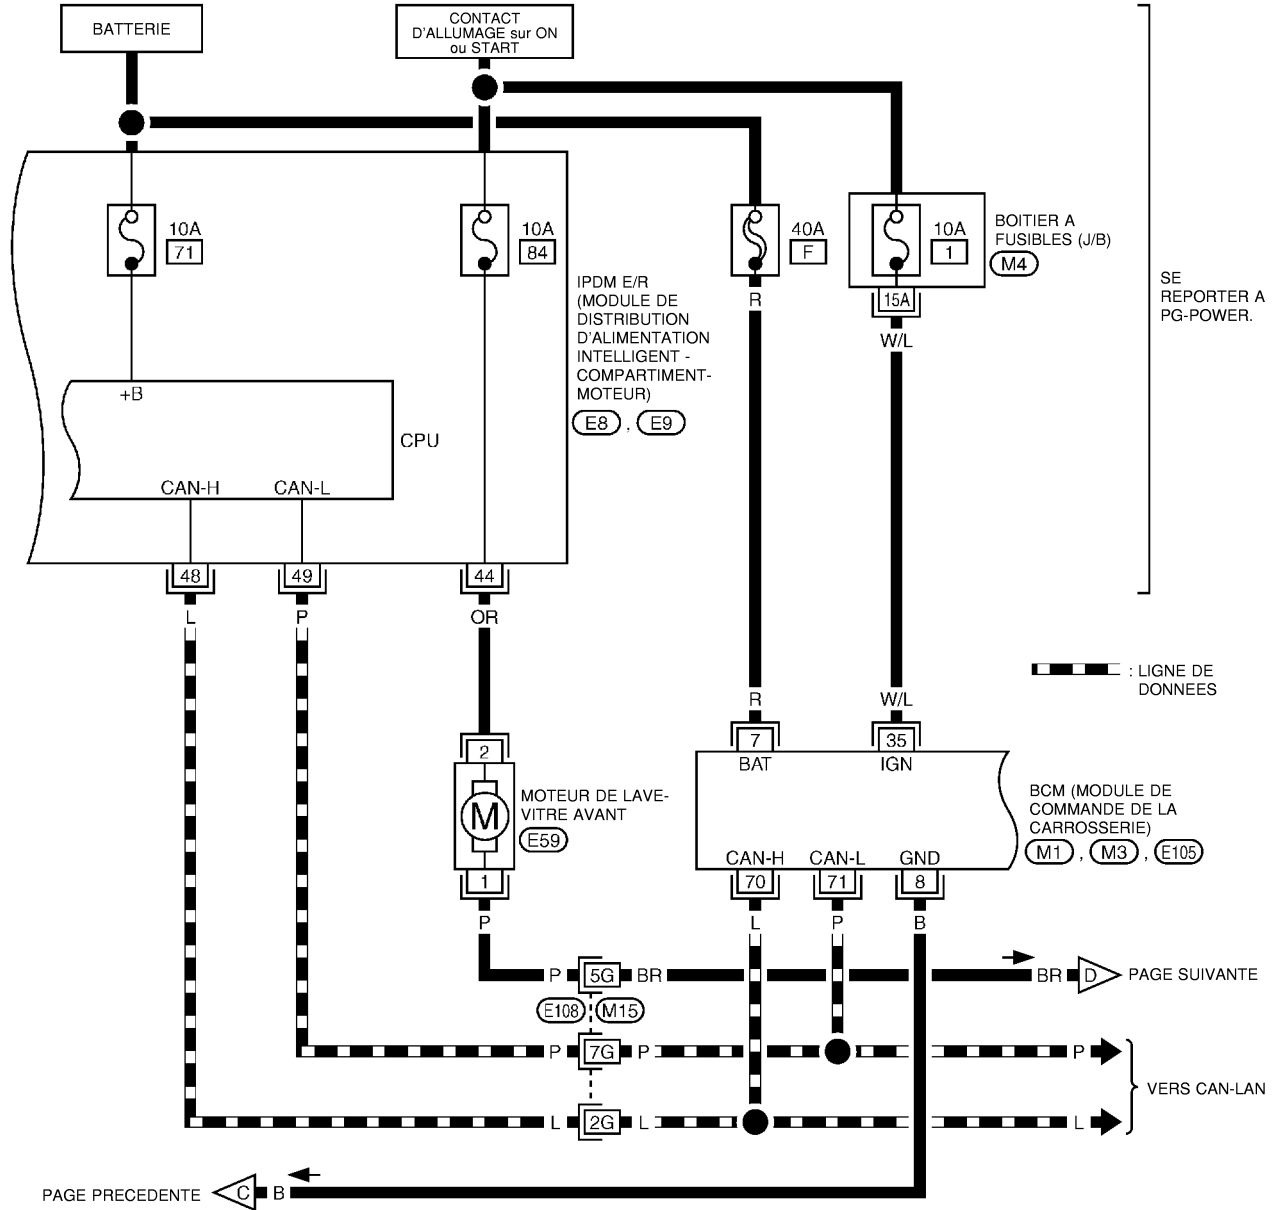 BATTERIE
CONTACT
D'ALLUMAGE sur ON
ou START
10A
71
10A
84
40A
F
10A
1
BOITIER A
FUSIBLES (J/B)
M4
SE
REPORTER A
PG-POWER.
IPDM E/R
(MODULE DE
DISTRIBUTION
D'ALIMENTATION
INTELLIGENT -
COMPARTIMENT-
MOTEUR)
E8 , E9
R
15A
W/L
+B
CPU
CAN-H
CAN-L
48
49
44
L
P
OR
: LIGNE DE
DONNEES
R
W/L
7
35
BAT
IGN
2
M
MOTEUR DE LAVE-
VITRE AVANT
E59
1
P
BCM (MODULE DE
COMMANDE DE LA
CARROSSERIE)
M1 , M3 , E105
CAN-H
CAN-L
GND
70
71
8
L
P
B
P 5G BR
BR D PAGE SUIVANTE
E108 M15
P 7G P
P
VERS CAN-LAN
L 2G L
L
PAGE PRECEDENTE C B